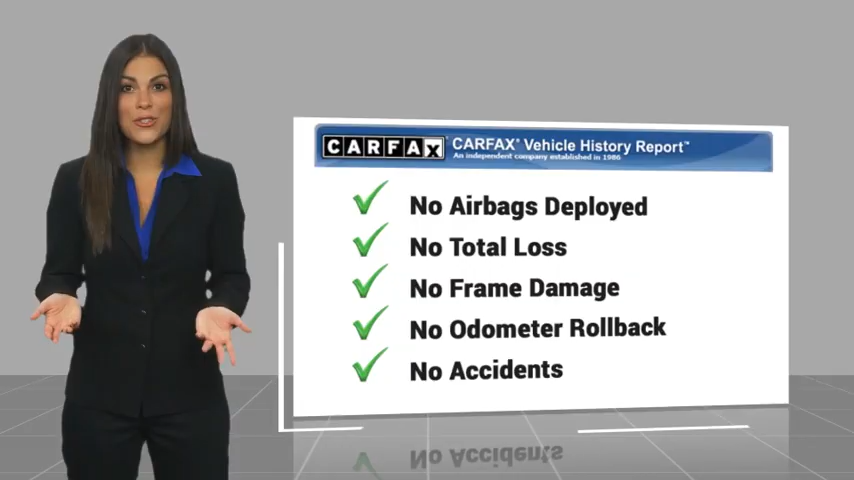 CARFAX
CARFAX® Vehicle History Report™
An independent company established in 1986
No Airbags Deployed
No Total Loss
No Frame Damage
No Odometer Rollback
No Accidents
No Accidents